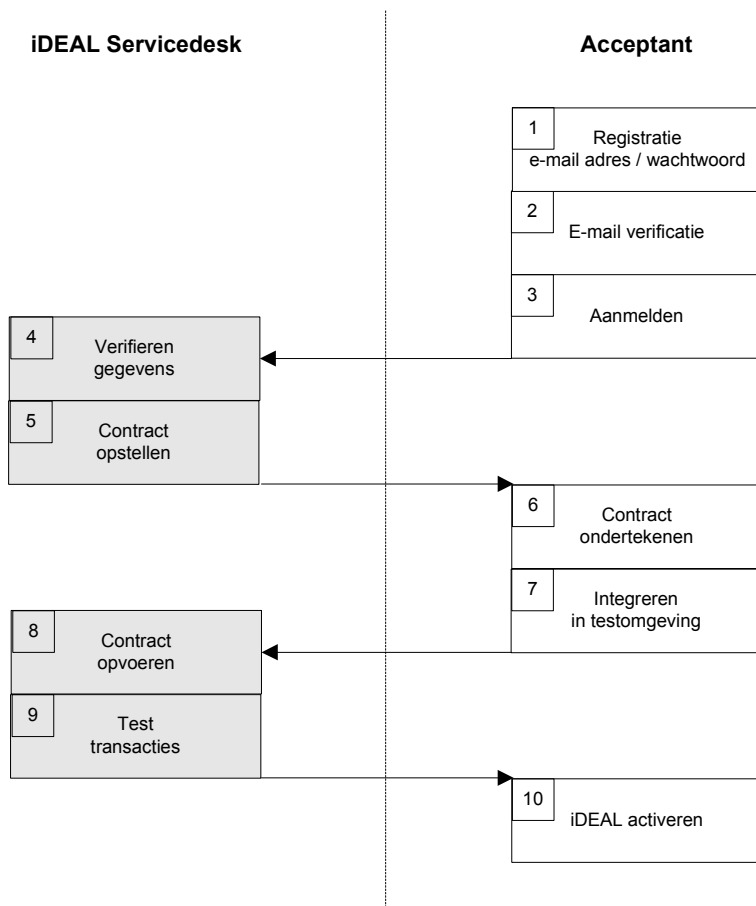 iDEAL Servicedesk
Acceptant
1
Registratie
e-mail adres / wachtwoord
2
E-mail verificatie
3
Aanmelden
4
Verifieren
gegevens
5
Contract
opstellen
6
Contract
ondertekenen
7
Integreren
in testomgeving
8
Contract
opvoeren
9
Test
transacties
10
iDEAL activeren